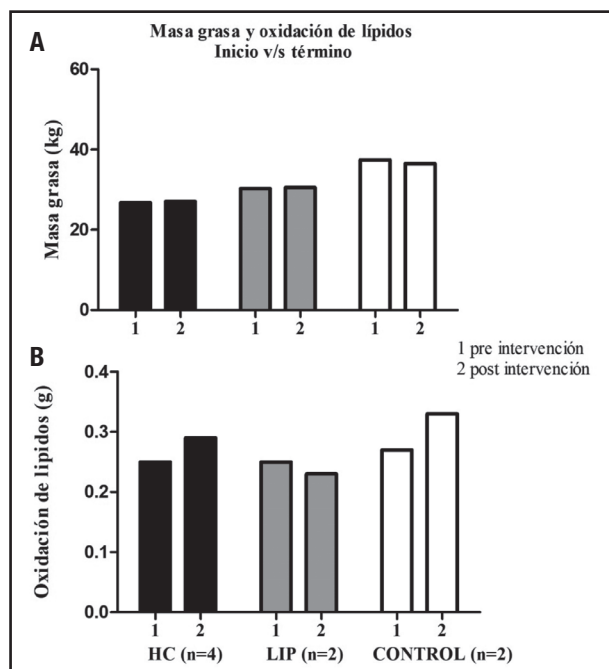 A
Masa grasa y oxidación de lípidos
Inicio v/s término
Masa grasa (kg)
60
40
20
0
1 2 1 2 1 2
1 pre intervención
2 post intervención
B
Oxidación de lípidos (g)
0.4
0.3
0.2
0.1
0.0
1 2 1 2 1 2
HC (n=4) LIP (n=2) CONTROL (n=2)